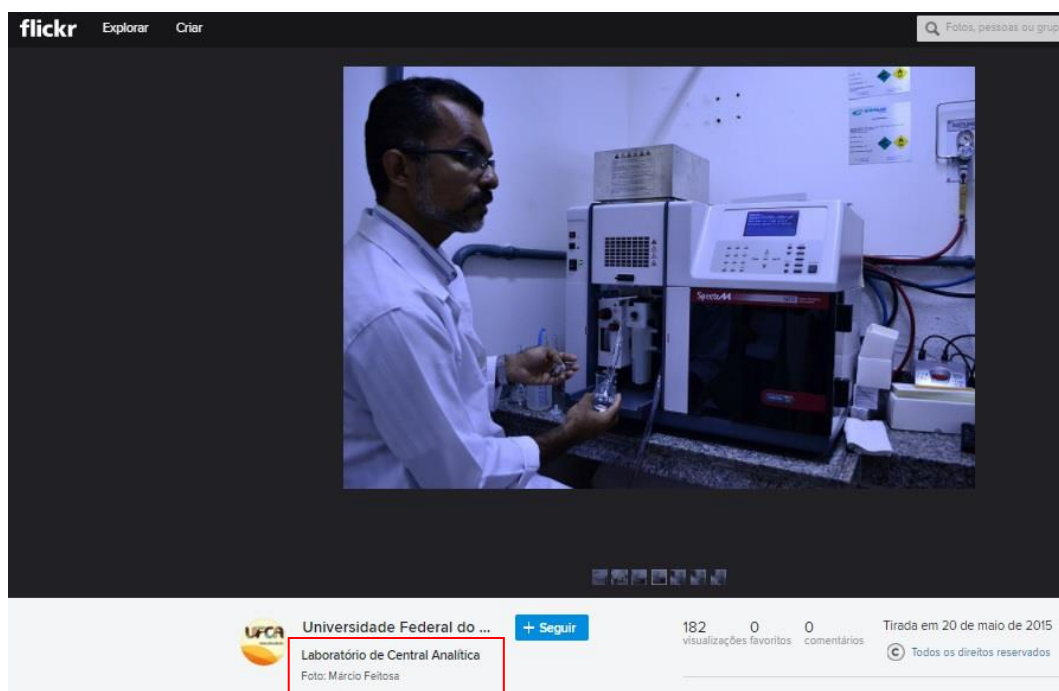 flickr Explorar Criar Fotos, pessoas ou grup
SpectrAA
UFCA
Universidade Federal do ...
+ Seguir
Laboratório de Central Analítica
Foto: Márcio Feitosa
182 0 0
visualizações favoritos comentários
Tirada em 20 de maio de 2015
Todos os direitos reservados